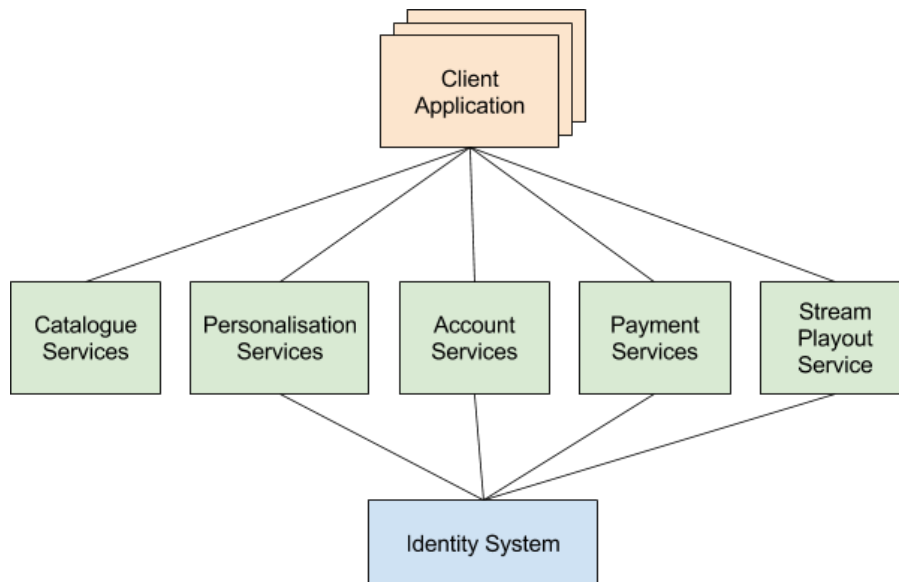 Client
Application
Catalogue
Services
Personalisation
Services
Account
Services
Payment
Services
Stream
Playout
Service
Identity System